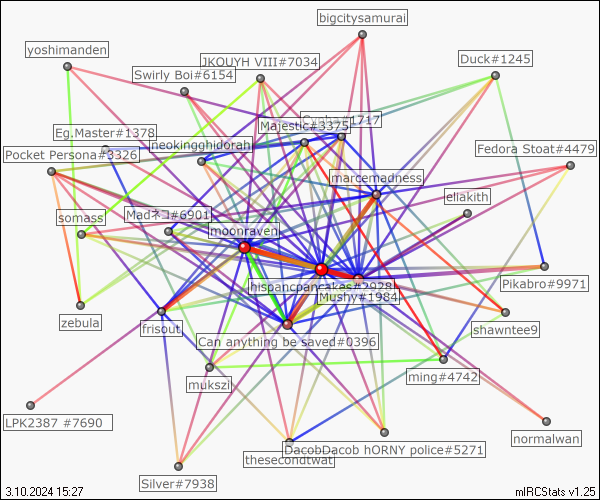 bigcitysamurai
yoshimanden
JKOUYH VIII#7034
Duck#1245
Swirly Boi#6154
Majestic#3375
#1717
Eg.Master#1378
neokingghidorah
Pocket Persona#3326
Fedora Stoat#4479
marcemadness
eliakith
somass
Madネコ#6901
moonraven
hispancpancakes#2928
Mushy#1984
Pikabro#9971
zebula
frisout
shawntee9
Can anything be saved#0396
mukszi
ming#4742
LPK2387 #7690
normalwan
DacobDacob hORNY police#5271
thesecondtwat
Silver#7938
3.10.2024 15:27
mIRCStats v1.25